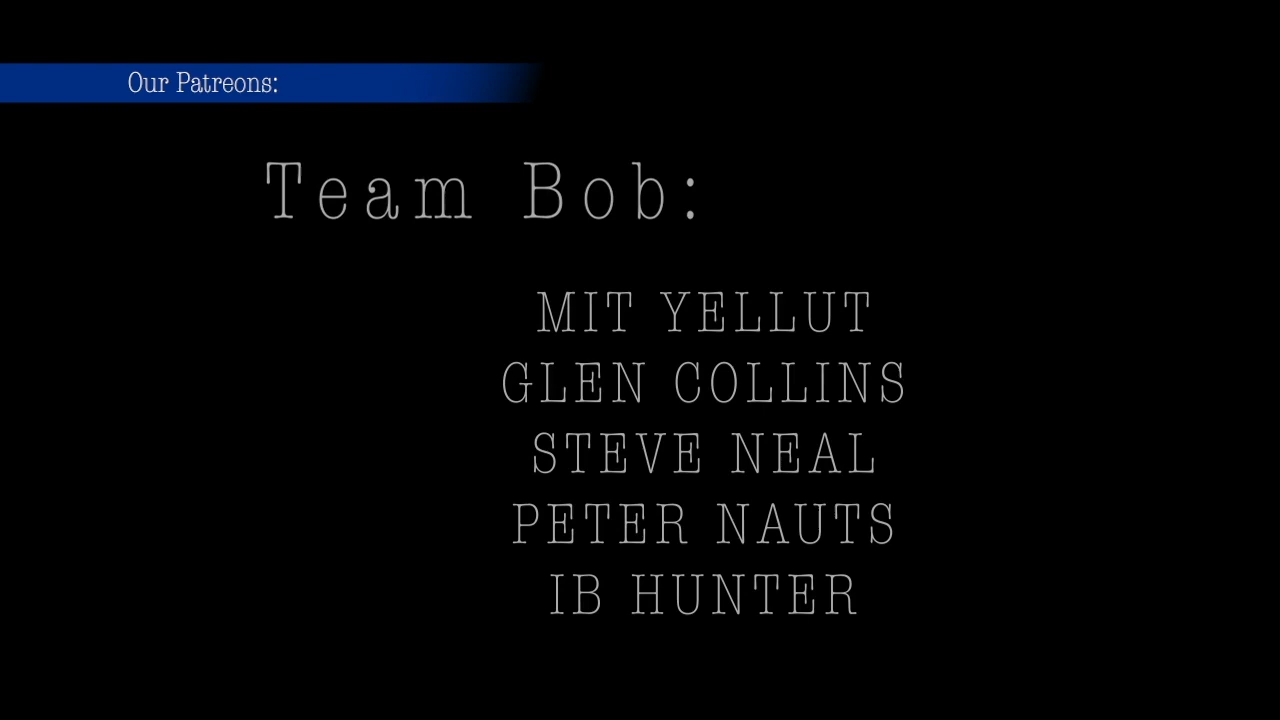 Our Patreons:
Team Bob:
MIT YELLUT
GLEN COLLINS
STEVE NEAL
PETER NAUTS
IB HUNTER